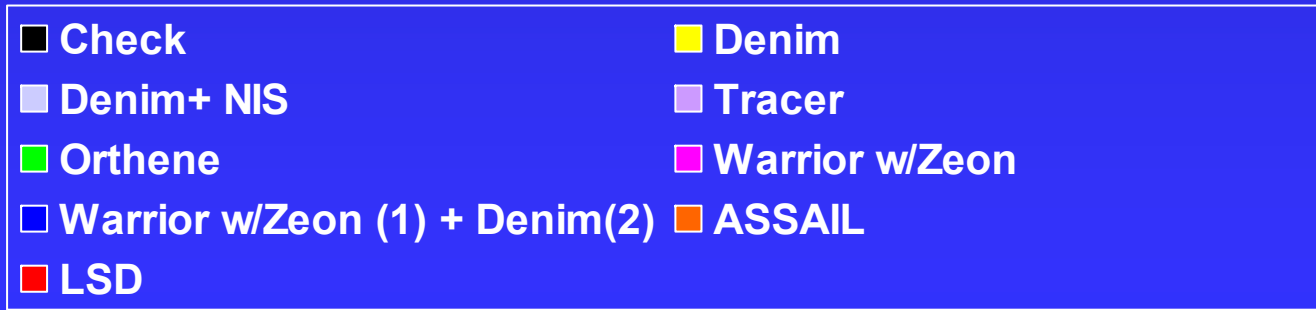 Check
Denim
Denim+ NIS
Tracer
Orthene
Warrior w/Zeon
Warrior w/Zeon (1) + Denim(2)
ASSAIL
LSD